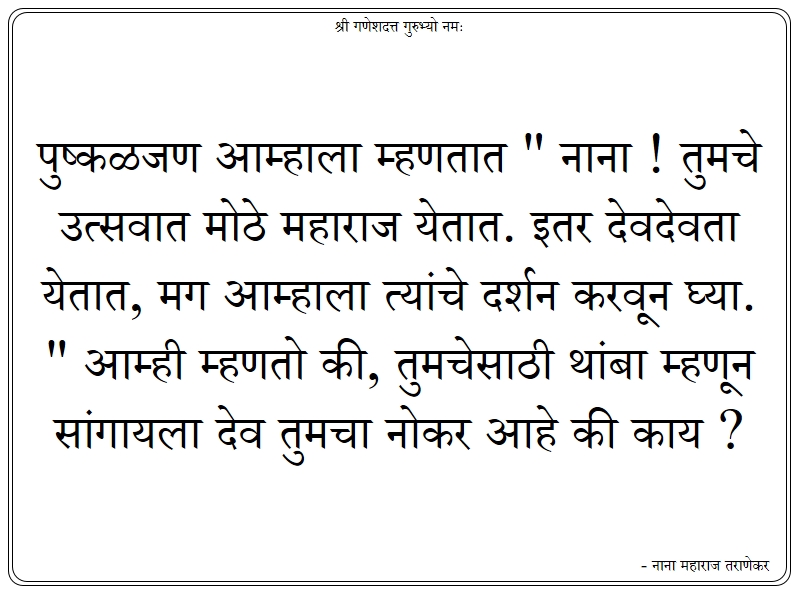 श्री गणेशदत्त गुरुभ्यो नमः
पुष्कळजण आम्हाला म्हणतात " नाना ! तुमचे
उत्सवात मोठे महाराज येतात. इतर देवदेवता
येतात, मग आम्हाला त्यांचे दर्शन करवून घ्या.
" आम्ही म्हणतो की, तुमचेसाठी थांबा म्हणून
सांगायला देव तुमचा नोकर आहे की काय ?
- नाना महाराज तराणेकर